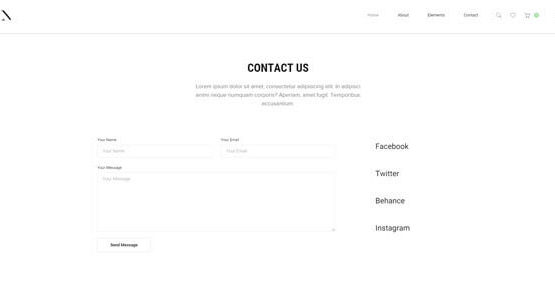 Home About Elements Contact
CONTACT US
Lorem ipsum dolor sit amet, consectetur adipisicing elit. In adipisci
animi neque numquam corporis? Aperiam, amet fugit. Temporibus,
accusantium.
Your Name Your Email
Your Name Your Email
Your Message
Your Message
Send Message
Facebook
Twitter
Behance
Instagram